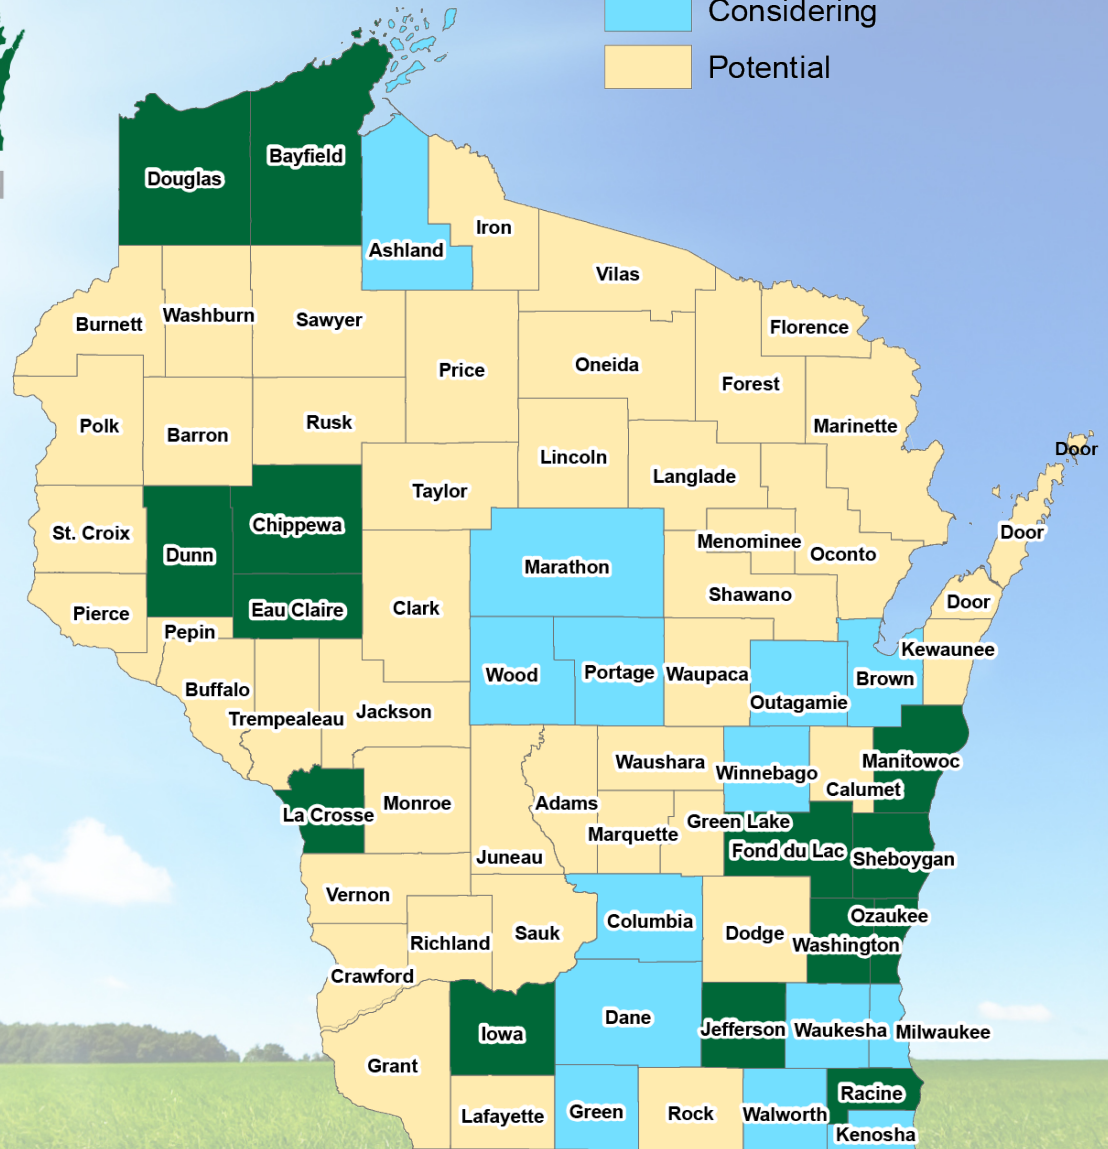 Considering
Potential
Douglas
Bayfield
Ashland
Iron
Vilas
Burnett
Washburn
Sawyer
Price
Oneida
Florence
Forest
Marinette
Polk
Barron
Rusk
Lincoln
Langlade
Door
Taylor
St. Croix
Dunn
Chippewa
Marathon
Menominee
Oconto
Door
Pierce
Eau Claire
Clark
Shawano
Door
Pepin
Kewaunee
Wood
Portage
Waupaca
Brown
Buffalo
Outagamie
Trempealeau
Jackson
Waushara
Winnebago
Manitowoc
Calumet
La Crosse
Monroe
Adams
Marquette
Green Lake
Juneau
Fond du Lac
Sheboygan
Vernon
Columbia
Dodge
Ozaukee
Richland
Sauk
Washington
Crawford
Iowa
Dane
Jefferson
Waukesha
Milwaukee
Grant
Racine
Lafayette
Green
Rock
Walworth
Kenosha